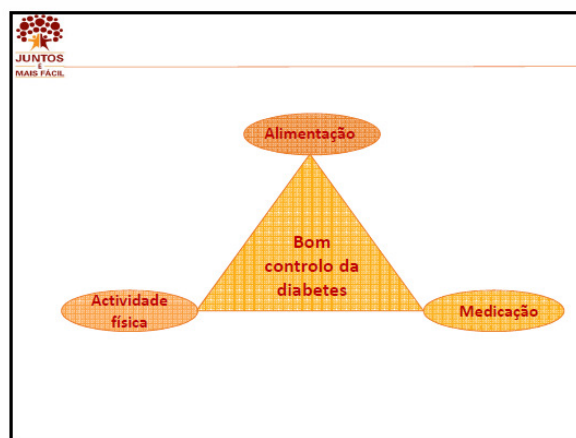 JUNTOS
É
MAIS FÁCIL
Alimentação
Bom
controlo da
diabetes
Actividade
física
Medicação